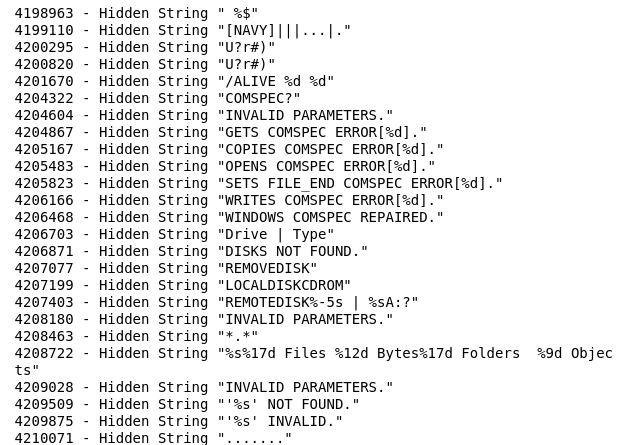 4198963 - Hidden String " %$"
4199110 - Hidden String "[NAVY]|||...|."
4200295 - Hidden String "U?r#)"
4200820 - Hidden String "U?r#)"
4201670 - Hidden String "/ALIVE %d %d"
4204322 - Hidden String "COMSPEC?"
4204604 - Hidden String "INVALID PARAMETERS."
4204867 - Hidden String "GETS COMSPEC ERROR[%d]."
4205167 - Hidden String "COPIES COMSPEC ERROR[%d]."
4205483 - Hidden String "OPENS COMSPEC ERROR[%d]."
4205823 - Hidden String "SETS FILE_END COMSPEC ERROR[%d]."
4206166 - Hidden String "WRITES COMSPEC ERROR[%d]."
4206468 - Hidden String "WINDOWS COMSPEC REPAIRED."
4206703 - Hidden String "Drive | Type"
4206871 - Hidden String "DISKS NOT FOUND."
4207077 - Hidden String "REMOVEDISK"
4207199 - Hidden String "LOCALDISKCDROM"
4207403 - Hidden String "REMOTEDISK%-5s | %sA:?"
4208180 - Hidden String "INVALID PARAMETERS."
4208463 - Hidden String "*.*"
4208722 - Hidden String "%s%17d Files %12d Bytes%17d Folders  %9d Objec
ts"
4209028 - Hidden String "INVALID PARAMETERS."
4209509 - Hidden String "'%s' NOT FOUND."
4209875 - Hidden String "'%s' INVALID."
4210071 - Hidden String "......."